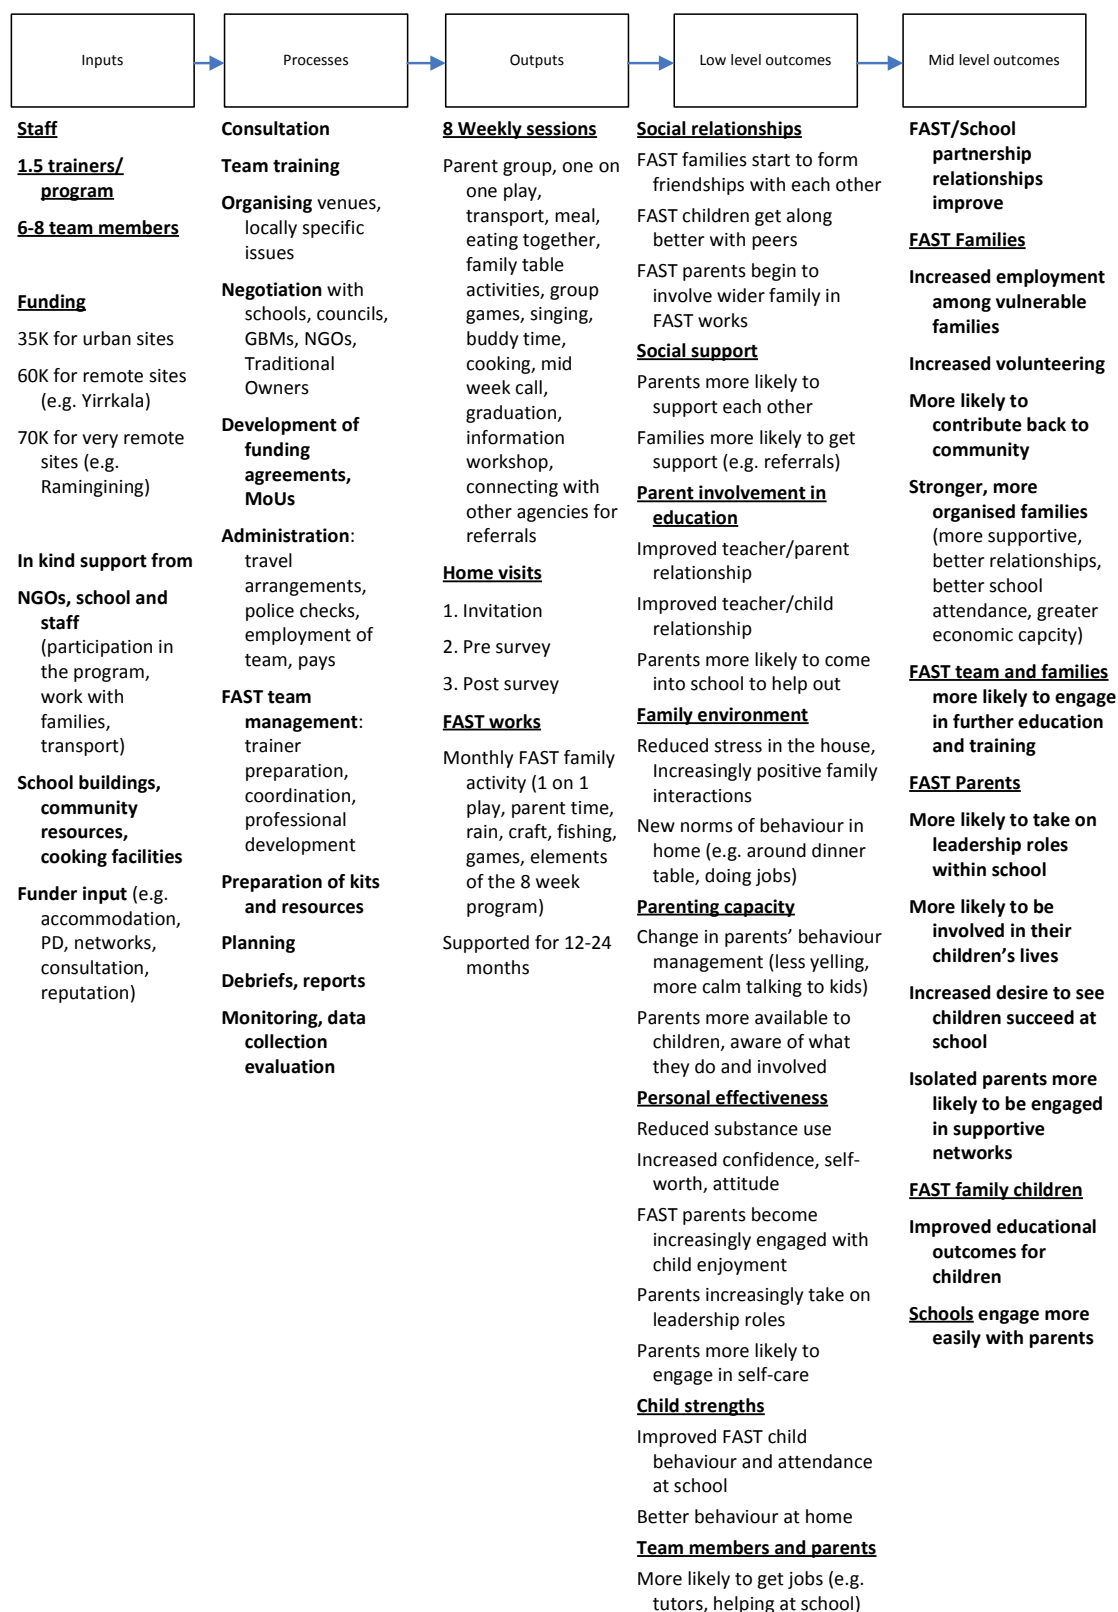 Inputs
Processes
Outputs
Low level outcomes
Mid level outcomes
Staff
1.5 trainers/
program
6-8 team members
Funding
35K for urban sites
60K for remote sites
(e.g. Yirrkala)
70K for very remote
sites (e.g.
Ramingining)
In kind support from
NGOs, school and
staff
(participation in
the program,
work with
families,
transport)
School buildings,
community
resources,
cooking facilities
Funder input (e.g.
accommodation,
PD, networks,
consultation,
reputation)
Consultation
Team training
Organising venues,
locally specific
issues
Negotiation with
schools, councils,
GBMs, NGOs,
Traditional
Owners
Development of
funding
agreements,
MoUs
Administration:
travel
arrangements,
police checks,
employment of
team, pays
FAST team
management:
trainer
preparation,
coordination,
professional
development
Preparation of kits
and resources
Planning
Debriefs, reports
Monitoring, data
collection
evaluation
8 Weekly sessions
Parent group, one on
one play,
transport, meal,
eating together,
family table
activities, group
games, singing,
buddy time,
cooking, mid
week call,
graduation,
information
workshop,
connecting with
other agencies for
referrals
Home visits
1. Invitation
2. Pre survey
3. Post survey
FAST works
Monthly FAST family
activity (1 on 1
play, parent time,
rain, craft, fishing,
games, elements
of the 8 week
program)
Supported for 12-24
months
Social relationships
FAST families start to form
friendships with each other
FAST children get along
better with peers
FAST parents begin to
involve wider family in
FAST works
Social support
Parents more likely to
support each other
Families more likely to get
support (e.g. referrals)
Parent involvement in
education
Improved teacher/parent
relationship
Improved teacher/child
relationship
Parents more likely to come
into school to help out
Family environment
Reduced stress in the house,
Increasingly positive family
interactions
New norms of behaviour in
home (e.g. around dinner
table, doing jobs)
Parenting capacity
Change in parents’ behaviour
management (less yelling,
more calm talking to kids)
Parents more available to
children, aware of what
they do and involved
Personal effectiveness
Reduced substance use
Increased confidence, self-
worth, attitude
FAST parents become
increasingly engaged with
child enjoyment
Parents increasingly take on
leadership roles
Parents more likely to
engage in self-care
Child strengths
Improved FAST child
behaviour and attendance
at school
Better behaviour at home
Team members and parents
More likely to get jobs (e.g.
tutors, helping at school)
FAST/School
partnership
relationships
improve
FAST Families
Increased employment
among vulnerable
families
Increased volunteering
More likely to
contribute back to
community
Stronger, more
organised families
(more supportive,
better relationships,
better school
attendance, greater
economic capcity)
FAST team and families
more likely to engage
in further education
and training
FAST Parents
More likely to take on
leadership roles
within school
More likely to be
involved in their
children’s lives
Increased desire to see
children succeed at
school
Isolated parents more
likely to be engaged
in supportive
networks
FAST family children
Improved educational
outcomes for
children
Schools engage more
easily with parents